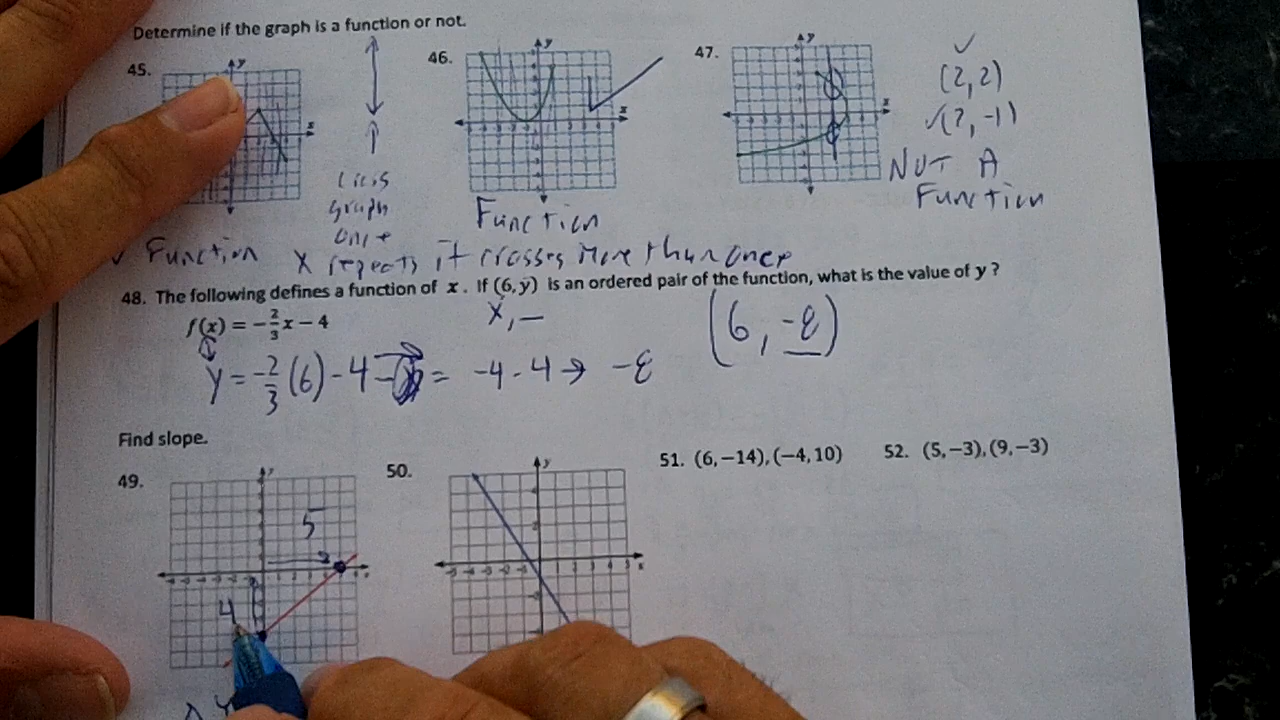 Determine if the graph is a function or not.
45.
y
x
46.
y
x
47.
y
x
✓
(2, 2)
✓(2, -1)
NOT A
Function
graph
Function
✓ Function
X repeats if crosses More than once
48. The following defines a function of x. If (6, y) is an ordered pair of the function, what is the value of y?
f(x) = -2/3 x - 4
x, _
(6, -8)
y = -2/3 (6) - 4 = -4 - 4 → -8
Find slope.
49.
y
x
5
4
50.
y
x
51. (6, −14), (−4, 10)
52. (5, −3), (9, −3)